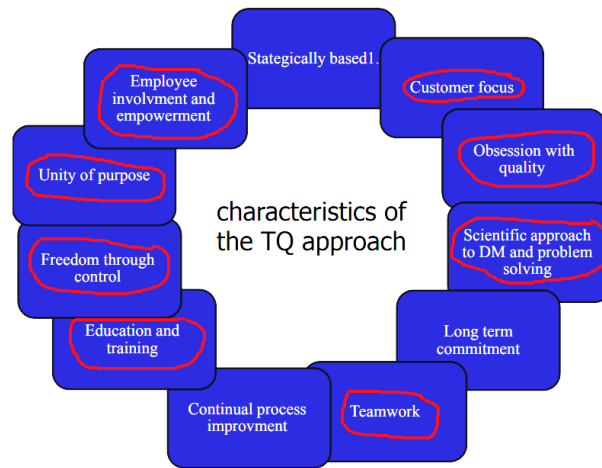 Stategically based1.
Customer focus
Obsession with
quality
Scientific approach
to DM and problem
solving
Long term
commitment
Teamwork
Continual process
improvment
Education and
training
Freedom through
control
Unity of purpose
Employee
involvment and
empowerment
characteristics of
the TQ approach